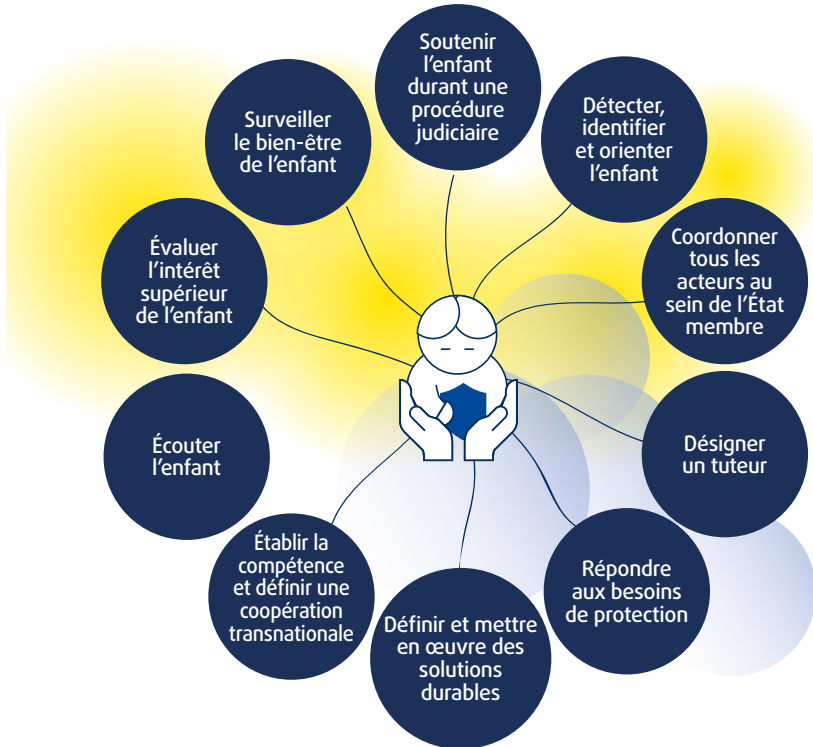 Soutenir
l’enfant
durant une
procédure
judiciaire
Détecter,
identifier
et orienter
l’enfant
Coordonner
tous les
acteurs au
sein de l’État
membre
Désigner
un tuteur
Répondre
aux besoins
de protection
Définir et mettre
en œuvre des
solutions
durables
Établir la
compétence
et définir une
coopération
transnationale
Écouter
l’enfant
Évaluer
l’intérêt
supérieur
de l’enfant
Surveiller
le bien-être
de l’enfant